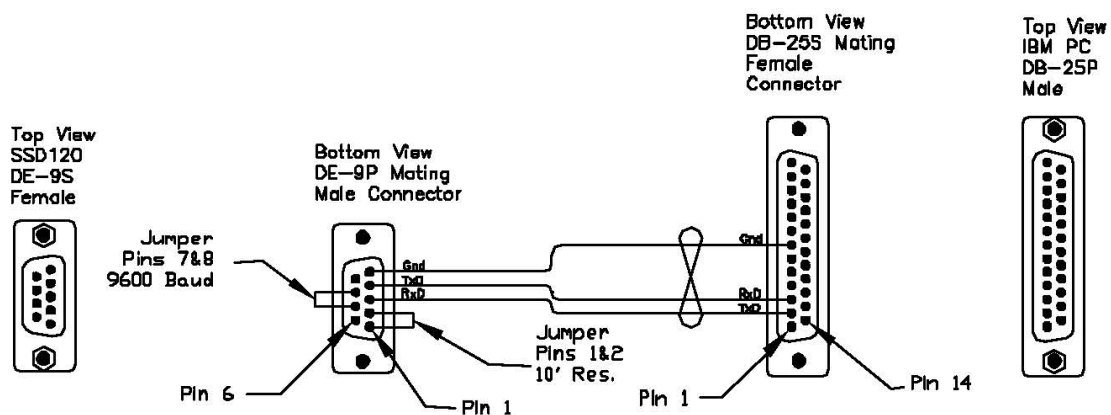 Top View
SSD120
DE-9S
Female
Bottom View
DE-9P Mating
Male Connector
Bottom View
DB-25S Mating
Female
Connector
Top View
IBM PC
DB-25P
Male
Jumper
Pins 7&8
9600 Baud
Gnd
TxD
RxD
Gnd
RxD
TxD
Jumper
Pins 1&2
10' Res.
Pin 6
Pin 1
Pin 1
Pin 14